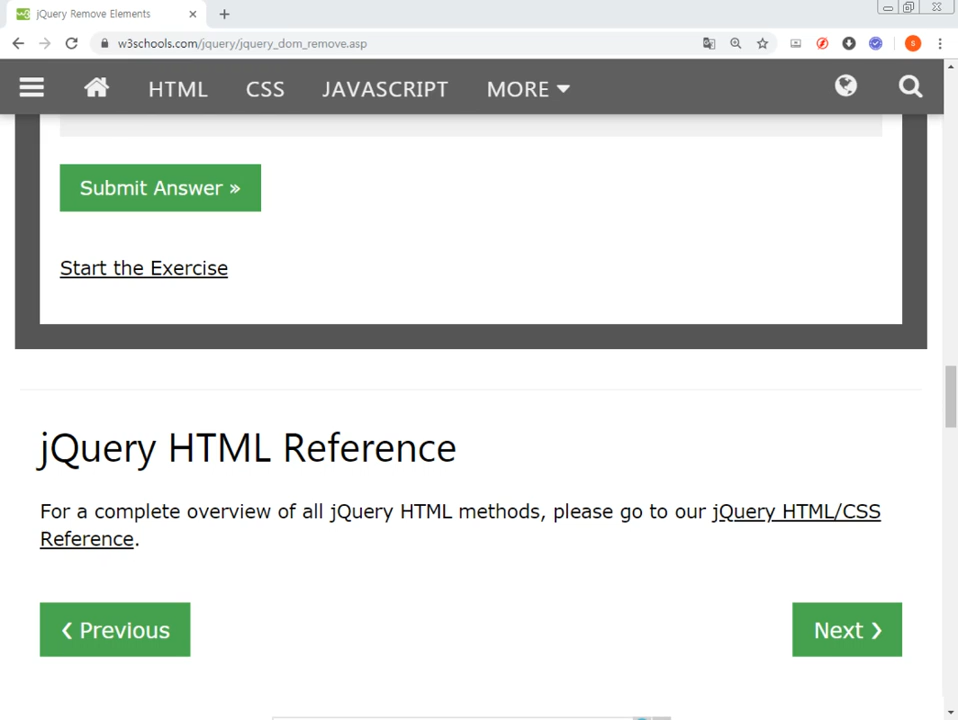 jQuery Remove Elements
w3schools.com/jquery/jquery_dom_remove.asp
s
HTML CSS JAVASCRIPT MORE
Submit Answer »
Start the Exercise
jQuery HTML Reference
For a complete overview of all jQuery HTML methods, please go to our jQuery HTML/CSS
Reference.
❮ Previous
Next ❯